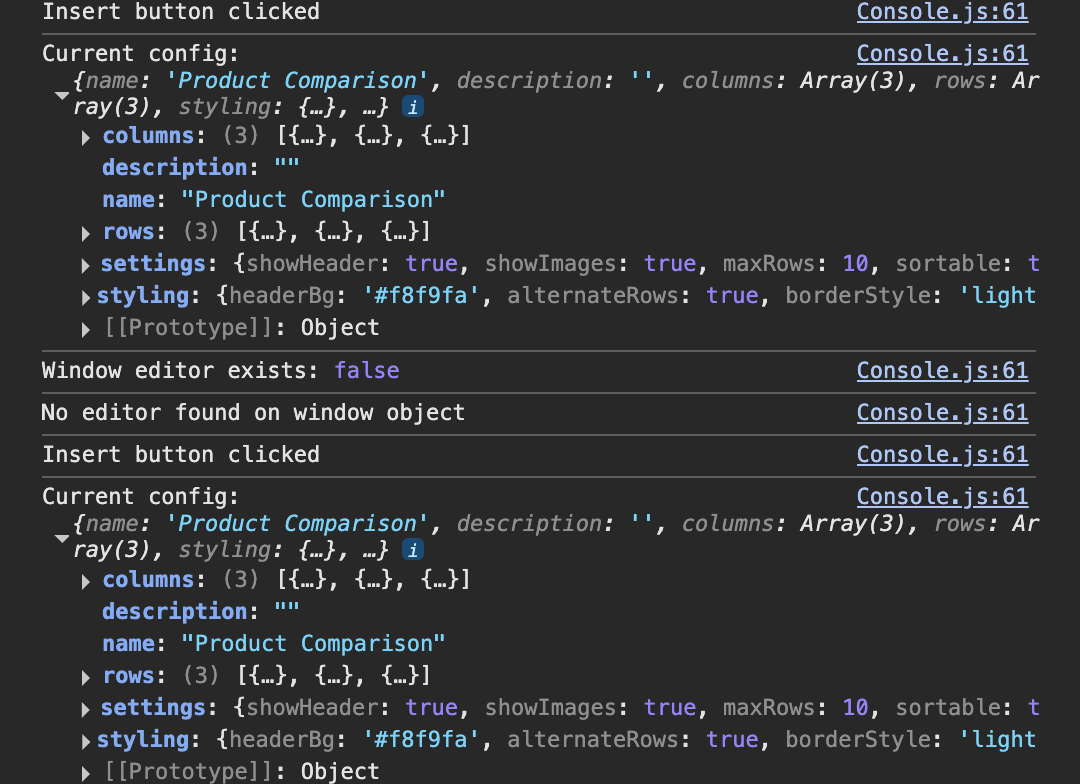 Insert button clicked Console.js:61
Current config: Console.js:61
{name: 'Product Comparison', description: '', columns: Array(3), rows: Ar
ray(3), styling: {…}, …} i
columns: (3) [{…}, {…}, {…}]
description: ""
name: "Product Comparison"
rows: (3) [{…}, {…}, {…}]
settings: {showHeader: true, showImages: true, maxRows: 10, sortable: t
styling: {headerBg: '#f8f9fa', alternateRows: true, borderStyle: 'light
[[Prototype]]: Object
Window editor exists: false Console.js:61
No editor found on window object Console.js:61
Insert button clicked Console.js:61
Current config: Console.js:61
{name: 'Product Comparison', description: '', columns: Array(3), rows: Ar
ray(3), styling: {…}, …} i
columns: (3) [{…}, {…}, {…}]
description: ""
name: "Product Comparison"
rows: (3) [{…}, {…}, {…}]
settings: {showHeader: true, showImages: true, maxRows: 10, sortable: t
styling: {headerBg: '#f8f9fa', alternateRows: true, borderStyle: 'light
[[Prototype]]: Object